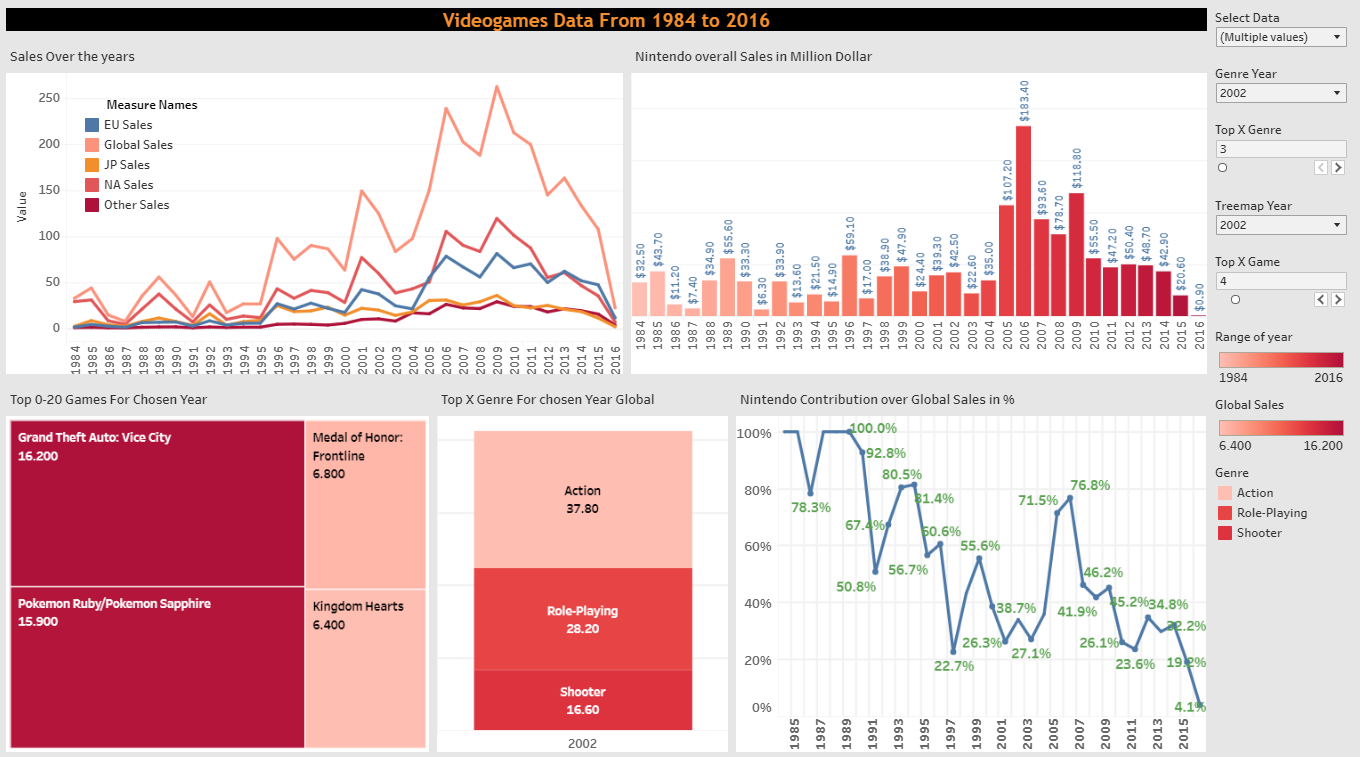 Videogames Data From 1984 to 2016
Sales Over the years
250
200
150
100
50
0
Value
Measure Names
EU Sales
Global Sales
JP Sales
NA Sales
Other Sales
1984 1985 1986 1987 1988 1989 1990 1991 1992 1993 1994 1995 1996 1997 1998 1999 2000 2001 2002 2003 2004 2005 2006 2007 2008 2009 2010 2011 2012 2013 2014 2015 2016
Nintendo overall Sales in Million Dollar
$32.50 $43.70 $11.20 $7.40 $34.90 $55.60 $33.30 $6.30 $33.90 $13.60 $21.50 $14.90 $59.10 $17.00 $38.90 $47.90 $24.40 $39.30 $42.50 $22.60 $35.00 $107.20 $183.40 $93.60 $78.70 $118.80 $55.50 $47.20 $50.40 $48.70 $42.90 $20.60 $0.90
1984 1985 1986 1987 1988 1989 1990 1991 1992 1993 1994 1995 1996 1997 1998 1999 2000 2001 2002 2003 2004 2005 2006 2007 2008 2009 2010 2011 2012 2013 2014 2015 2016
Select Data
(Multiple values)
Genre Year
2002
Top X Genre
3
Treemap Year
2002
Top X Game
4
Range of year
1984 2016
Global Sales
6.400 16.200
Genre
Action
Role-Playing
Shooter
Top 0-20 Games For Chosen Year
Grand Theft Auto: Vice City
16.200
Medal of Honor:
Frontline
6.800
Pokemon Ruby/Pokemon Sapphire
15.900
Kingdom Hearts
6.400
Top X Genre For chosen Year Global
Action
37.80
Role-Playing
28.20
Shooter
16.60
2002
Nintendo Contribution over Global Sales in %
100%
80%
60%
40%
20%
0%
100.0%
92.8%
80.5%
76.8%
78.3%
81.4%
71.5%
67.4%
60.6%
55.6%
50.8%
56.7%
46.2%
38.7%
41.9%
45.2%
34.8%
32.2%
26.3%
27.1%
26.1%
22.7%
23.6%
19.2%
4.1%
1985 1987 1989 1991 1993 1995 1997 1999 2001 2003 2005 2007 2009 2011 2013 2015